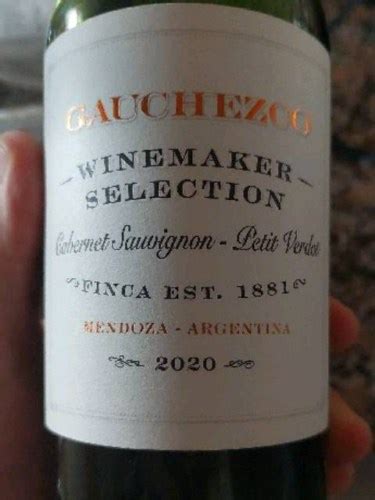 GAUCHEZCO
WINEMAKER
SELECTION
Cabernet Sauvignon - Petit Verdot
FINCA EST. 1881
MENDOZA - ARGENTINA
2020